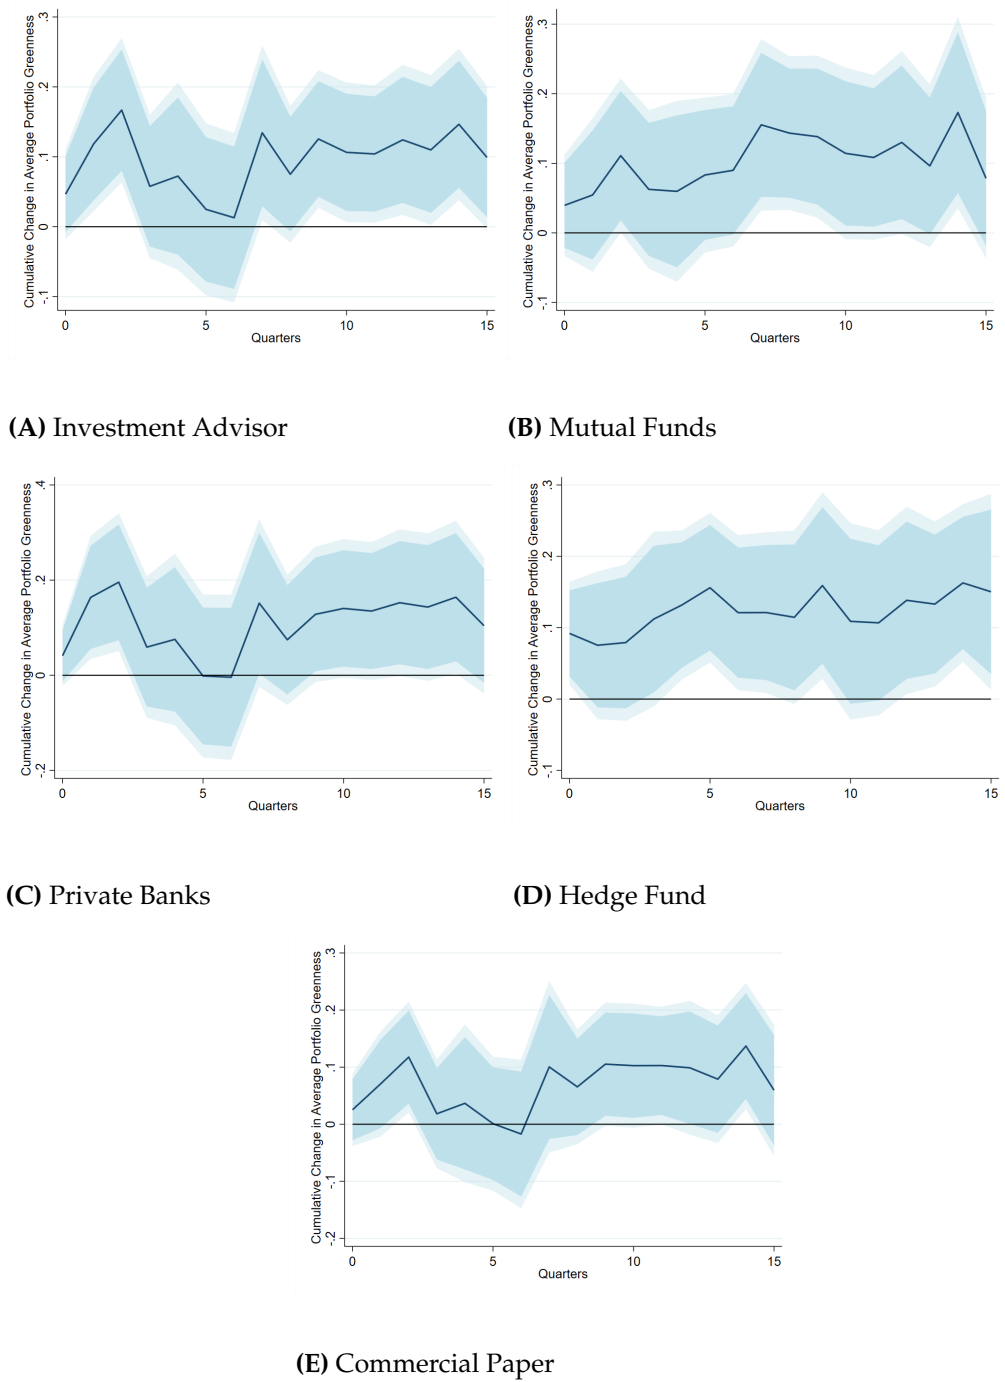 Cumulative Change in Average Portfolio Greenness
.3
.2
.1
0
-.1
0 5 10 15
Quarters
(A) Investment Advisor
Cumulative Change in Average Portfolio Greenness
.3
.2
.1
0
-.1
0 5 10 15
Quarters
(B) Mutual Funds
Cumulative Change in Average Portfolio Greenness
.4
.2
0
-.2
0 5 10 15
Quarters
(C) Private Banks
Cumulative Change in Average Portfolio Greenness
.3
.2
.1
0
-.1
0 5 10 15
Quarters
(D) Hedge Fund
Cumulative Change in Average Portfolio Greenness
.3
.2
.1
0
-.1
-.2
0 5 10 15
Quarters
(E) Commercial Paper